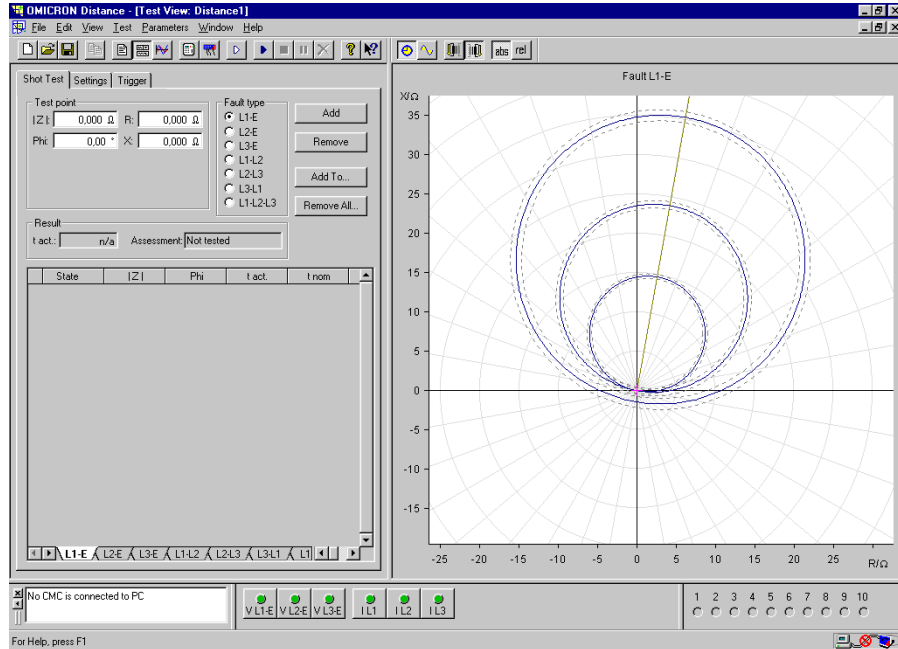 OMICRON Distance - [Test View: Distance1]
File Edit View Test Parameters Window Help
abs rel
Shot Test Settings Trigger
Test point
|Z|: 0,000 Ω R: 0,000 Ω
Phi: 0,00 ° X: 0,000 Ω
Fault type
L1-E
L2-E
L3-E
L1-L2
L2-L3
L3-L1
L1-L2-L3
Add
Remove
Add To...
Remove All...
Result
t act.: n/a Assessment: Not tested
State |Z| Phi t act. t nom
L1-E L2-E L3-E L1-L2 L2-L3 L3-L1 L1
Fault L1-E
X/Ω
35
30
25
20
15
10
5
0
-5
-10
-15
-25 -20 -15 -10 -5 0 5 10 15 20 25 R/Ω
No CMC is connected to PC
V L1-E V L2-E V L3-E I L1 I L2 I L3
1 2 3 4 5 6 7 8 9 10
For Help, press F1